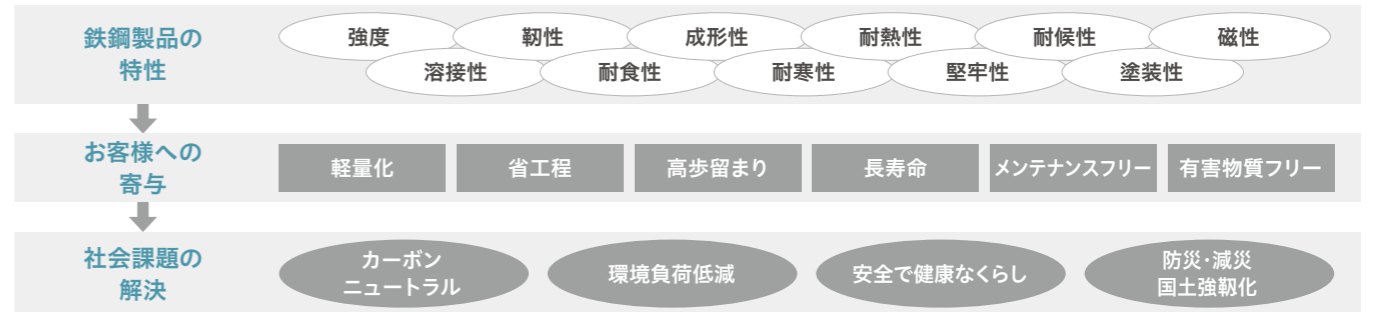 鉄鋼製品の
特性
強度
靭性
成形性
耐熱性
耐候性
磁性
溶接性
耐食性
耐寒性
堅牢性
塗装性
お客様への
寄与
軽量化
省工程
高歩留まり
長寿命
メンテナンスフリー
有害物質フリー
社会課題の
解決
カーボン
ニュートラル
環境負荷低減
安全で健康なくらし
防災・減災
国土強靱化